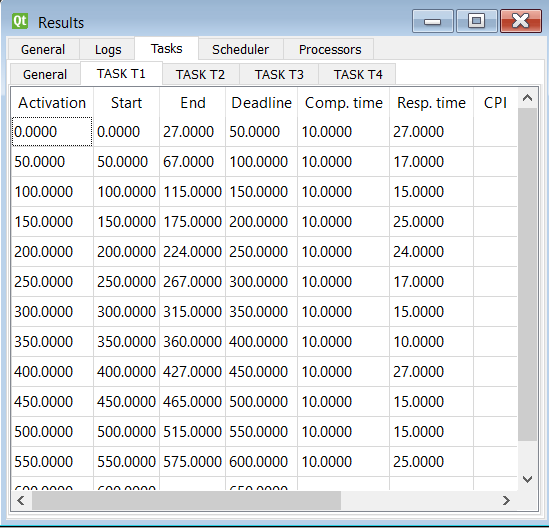 Qt Results
General Logs Tasks Scheduler Processors
General TASK T1 TASK T2 TASK T3 TASK T4
Activation Start End Deadline Comp. time Resp. time CPI
0.0000 0.0000 27.0000 50.0000 10.0000 27.0000
50.0000 50.0000 67.0000 100.0000 10.0000 17.0000
100.0000 100.0000 115.0000 150.0000 10.0000 15.0000
150.0000 150.0000 175.0000 200.0000 10.0000 25.0000
200.0000 200.0000 224.0000 250.0000 10.0000 24.0000
250.0000 250.0000 267.0000 300.0000 10.0000 17.0000
300.0000 300.0000 315.0000 350.0000 10.0000 15.0000
350.0000 350.0000 360.0000 400.0000 10.0000 10.0000
400.0000 400.0000 427.0000 450.0000 10.0000 27.0000
450.0000 450.0000 465.0000 500.0000 10.0000 15.0000
500.0000 500.0000 515.0000 550.0000 10.0000 15.0000
550.0000 550.0000 575.0000 600.0000 10.0000 25.0000